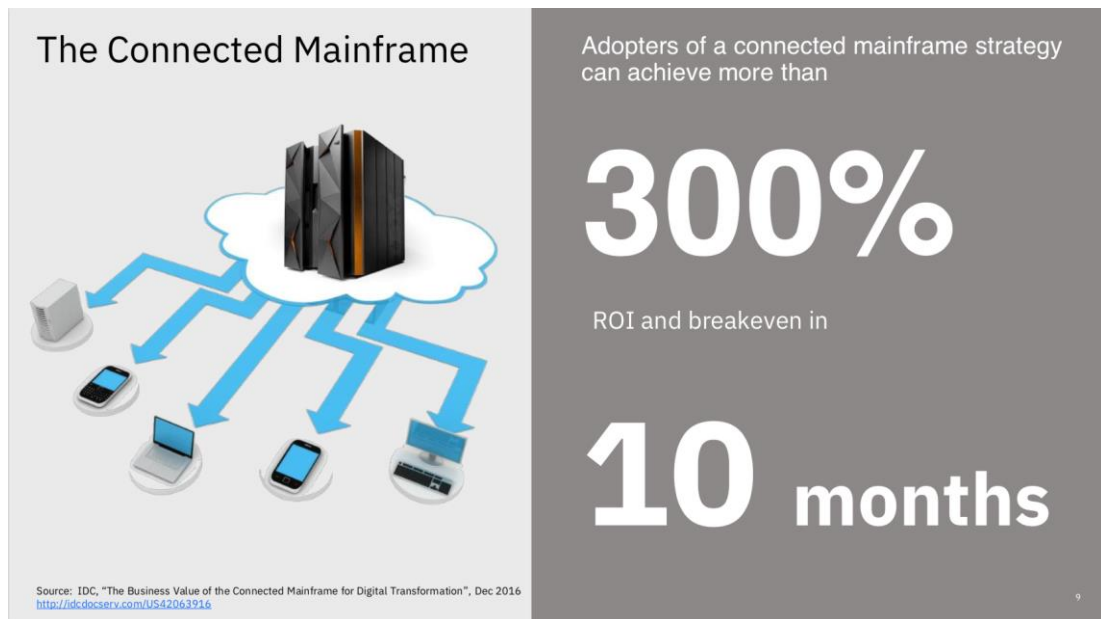 The Connected Mainframe
Source: IDC, “The Business Value of the Connected Mainframe for Digital Transformation”, Dec 2016
http://idcdocserv.com/US42063916
Adopters of a connected mainframe strategy
can achieve more than
300%
ROI and breakeven in
10 months
9